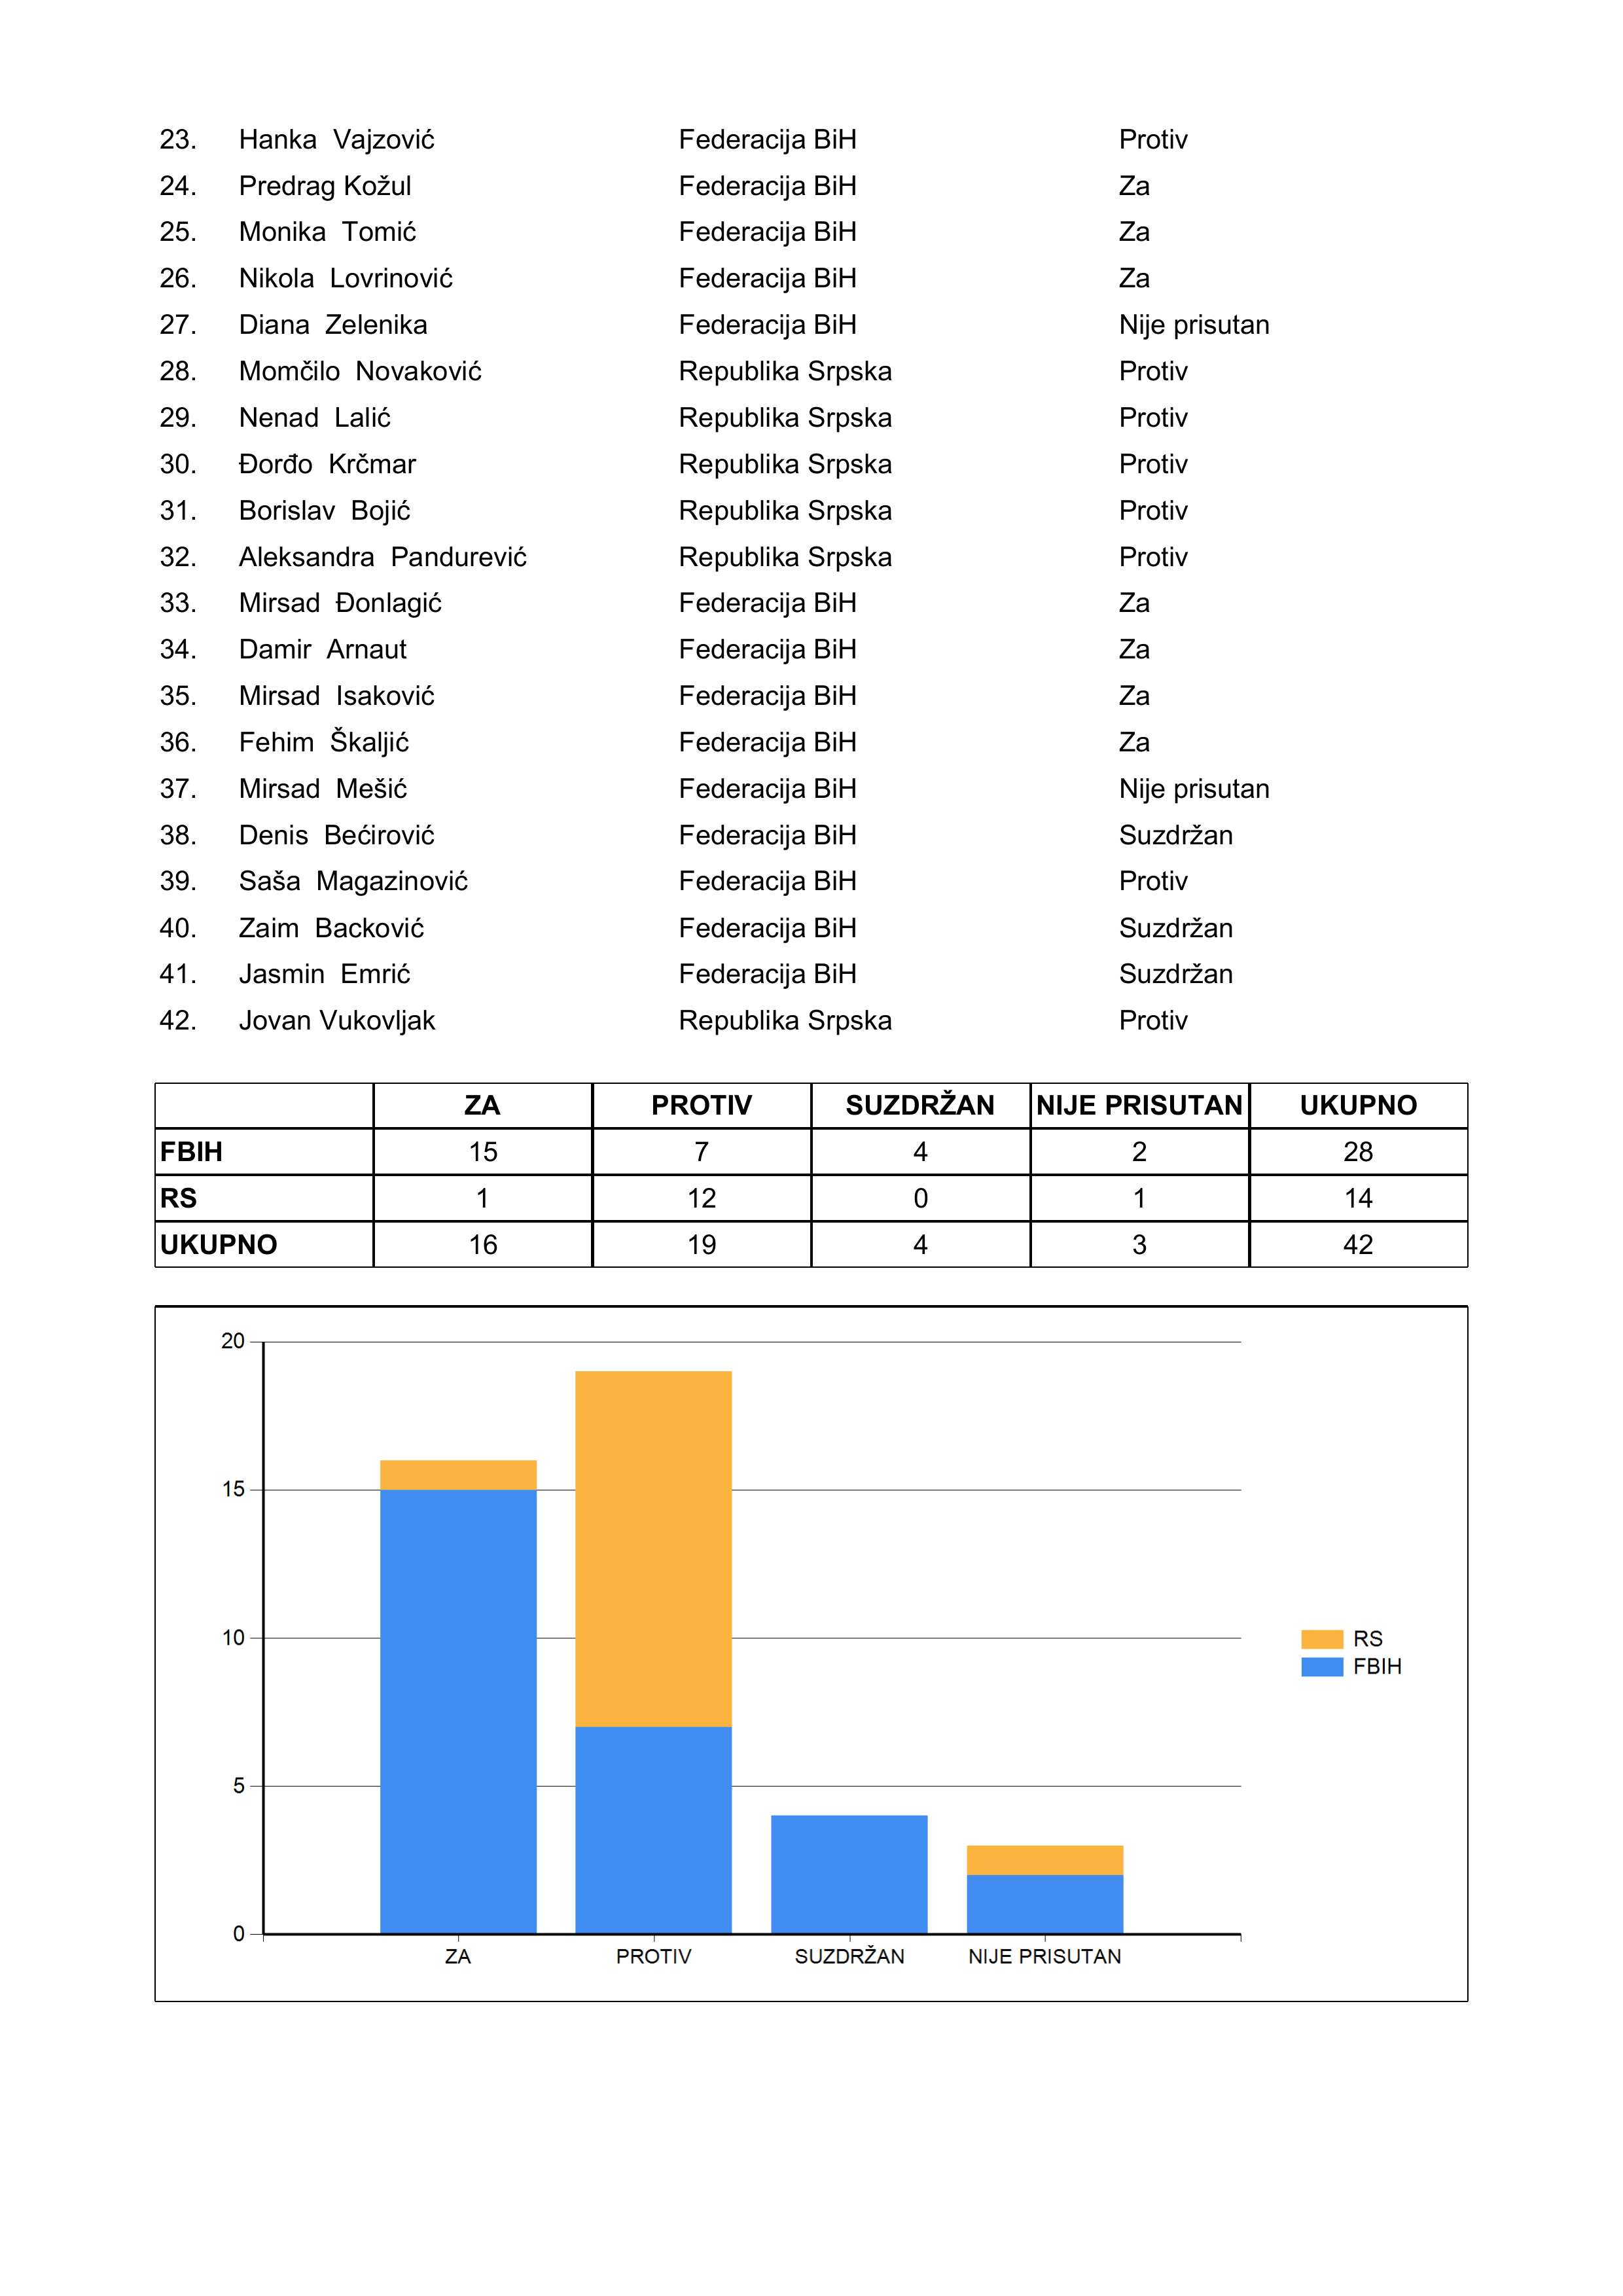 23. Hanka Vajzović Federacija BiH Protiv
24. Predrag Kožul Federacija BiH Za
25. Monika Tomić Federacija BiH Za
26. Nikola Lovrinović Federacija BiH Za
27. Diana Zelenika Federacija BiH Nije prisutan
28. Momčilo Novaković Republika Srpska Protiv
29. Nenad Lalić Republika Srpska Protiv
30. Đorđo Krčmar Republika Srpska Protiv
31. Borislav Bojić Republika Srpska Protiv
32. Aleksandra Pandurević Republika Srpska Protiv
33. Mirsad Đonlagić Federacija BiH Za
34. Damir Arnaut Federacija BiH Za
35. Mirsad Isaković Federacija BiH Za
36. Fehim Škaljić Federacija BiH Za
37. Mirsad Mešić Federacija BiH Nije prisutan
38. Denis Bećirović Federacija BiH Suzdržan
39. Saša Magazinović Federacija BiH Protiv
40. Zaim Backović Federacija BiH Suzdržan
41. Jasmin Emrić Federacija BiH Suzdržan
42. Jovan Vukovljak Republika Srpska Protiv
ZA PROTIV SUZDRŽAN NIJE PRISUTAN UKUPNO
FBIH 15 7 4 2 28
RS 1 12 0 1 14
UKUPNO 16 19 4 3 42
20
15
10
5
0
ZA PROTIV SUZDRŽAN NIJE PRISUTAN
RS
FBIH